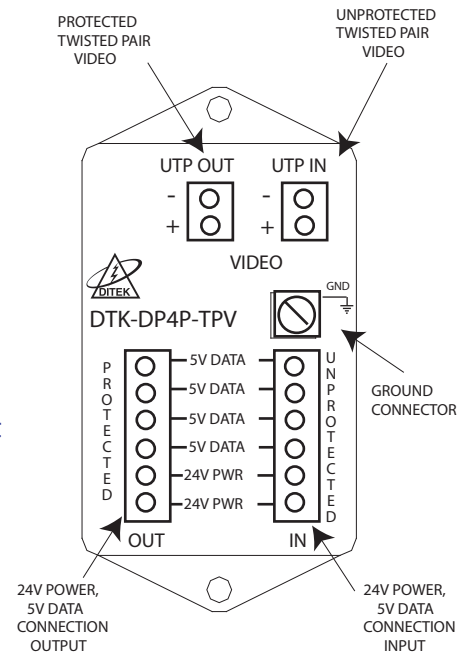 PROTECTED
TWISTED PAIR
VIDEO
UNPROTECTED
TWISTED PAIR
VIDEO
UTP OUT
UTP IN
-
+
-
+
VIDEO
DITEK
GND
DTK-DP4P-TPV
PROTECTED
5V DATA
5V DATA
5V DATA
5V DATA
24V PWR
24V PWR
UNPROTECTED
GROUND
CONNECTOR
OUT
IN
24V POWER,
5V DATA
CONNECTION
OUTPUT
24V POWER,
5V DATA
CONNECTION
INPUT